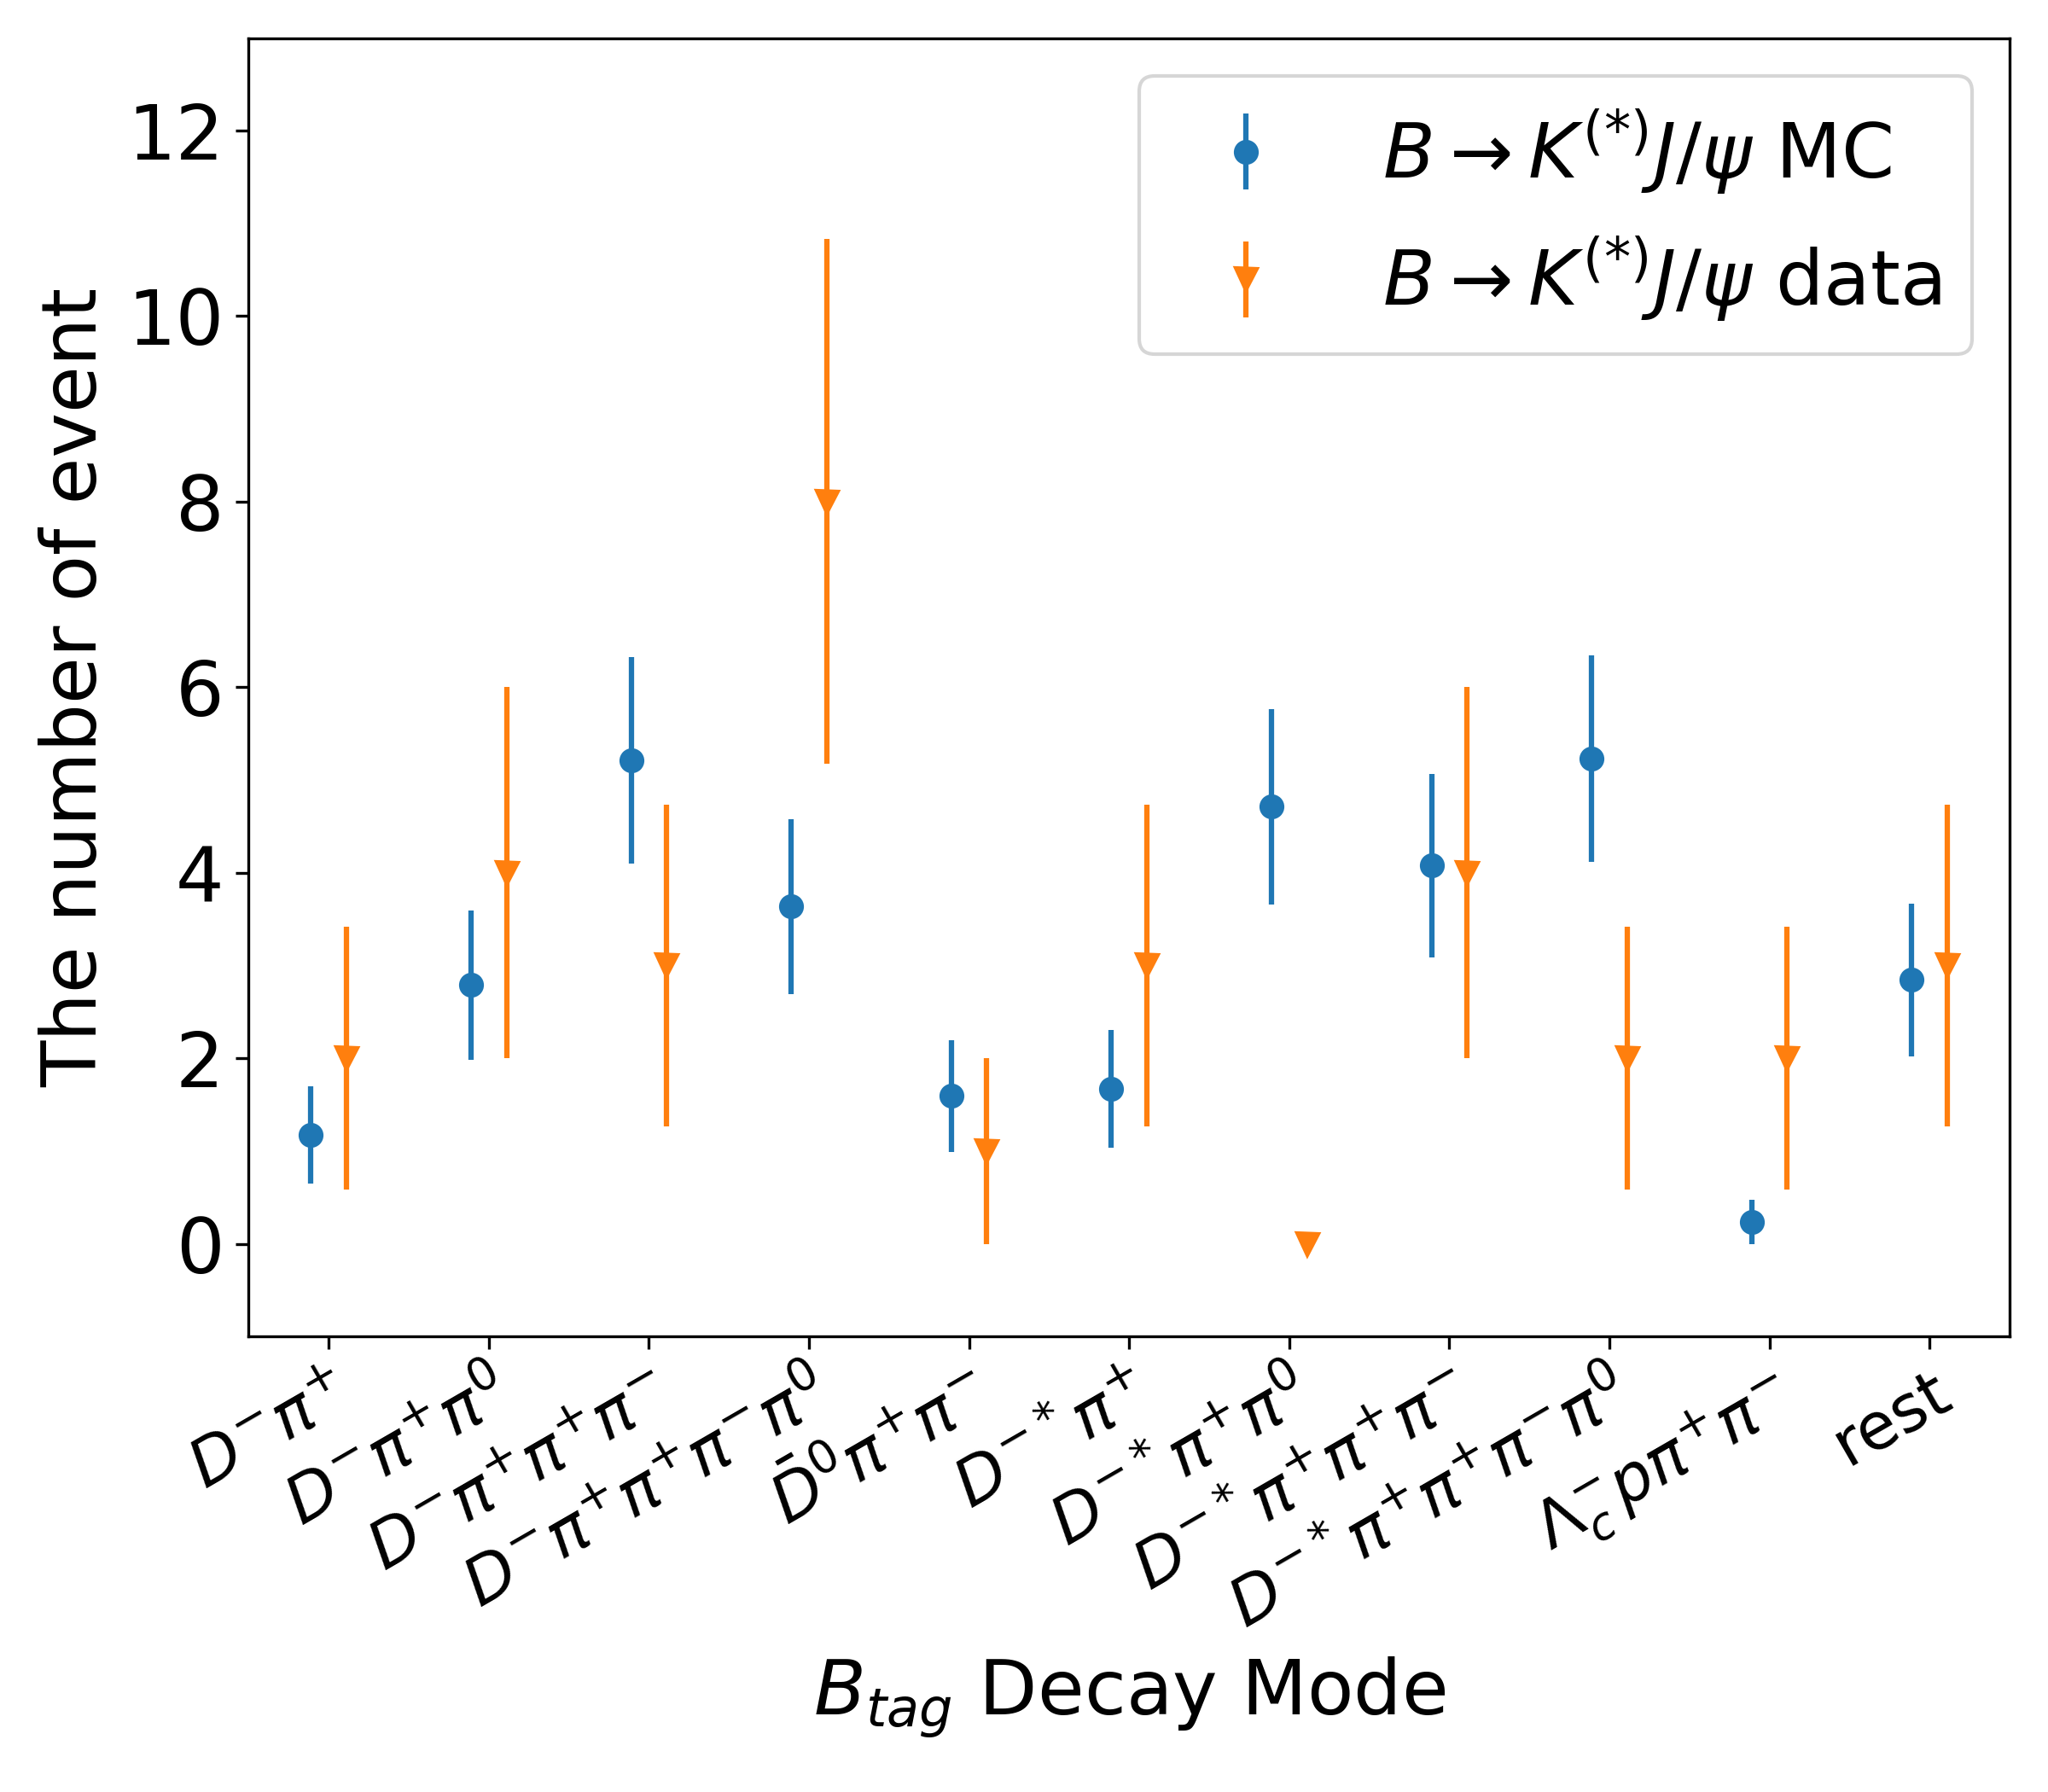 B → K^(*) J/ψ MC
B → K^(*) J/ψ data
The number of event
12
10
8
6
4
2
0
D⁻π⁺
D⁻π⁺π⁰
D⁻π⁺π⁺π⁻
D⁻π⁺π⁺π⁻π⁰
D̄⁰π⁺π⁻
D⁻*π⁺
D⁻*π⁺π⁰
D⁻*π⁺π⁺π⁻
D⁻*π⁺π⁺π⁻π⁰
Λ_c⁻pπ⁺π⁻
rest
B_tag Decay Mode